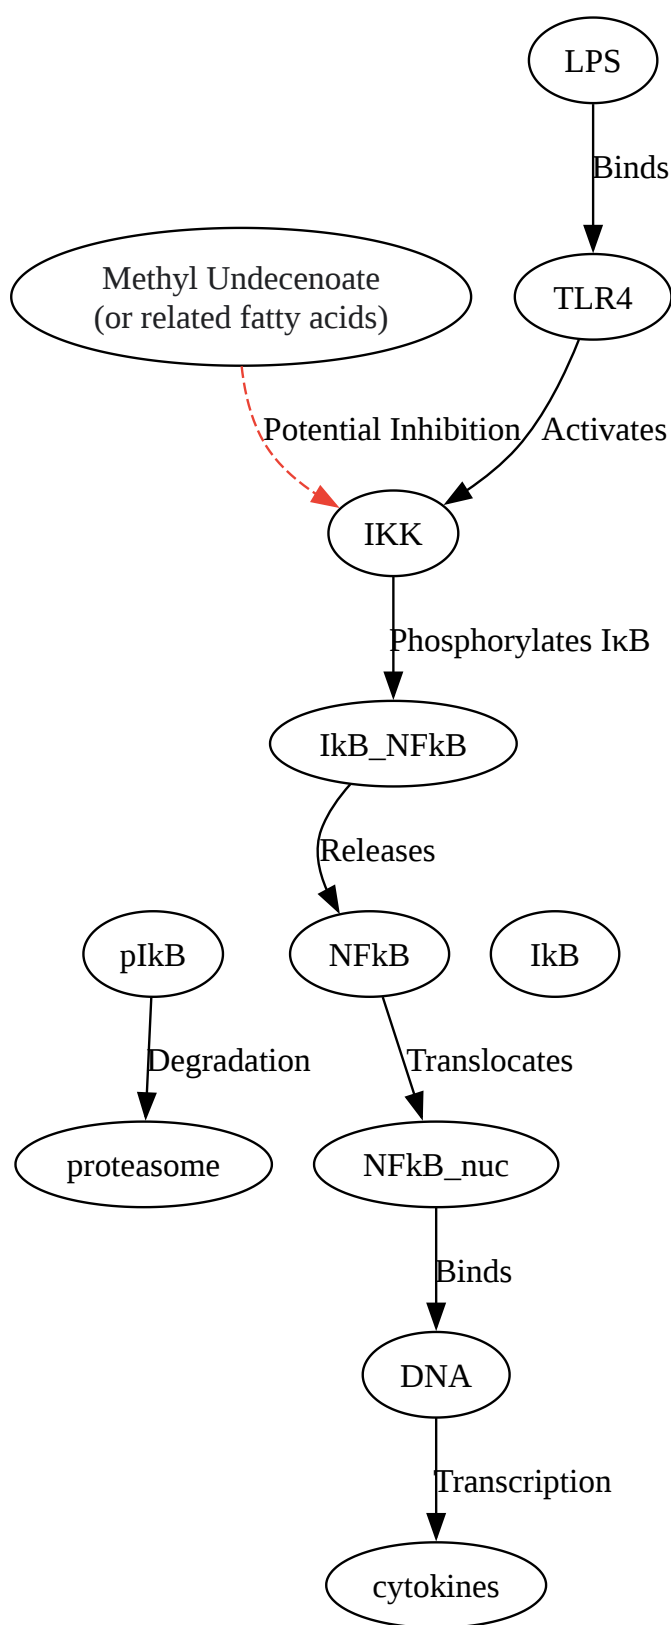 LPS
Binds
Methyl Undecenoate
(or related fatty acids)
TLR4
Potential Inhibition
Activates
IKK
Phosphorylates IκB
IkB_NFkB
Releases
pIkB
NFkB
IkB
Degradation
Translocates
proteasome
NFkB_nuc
Binds
DNA
Transcription
cytokines